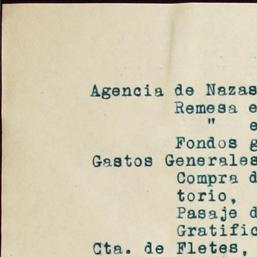 Agencia de Nazas
Remesa e
" e
Fondos g
Gastos Generales
Compra d
torio,
Pasaje d
Gratific
Cta. de Fletes,